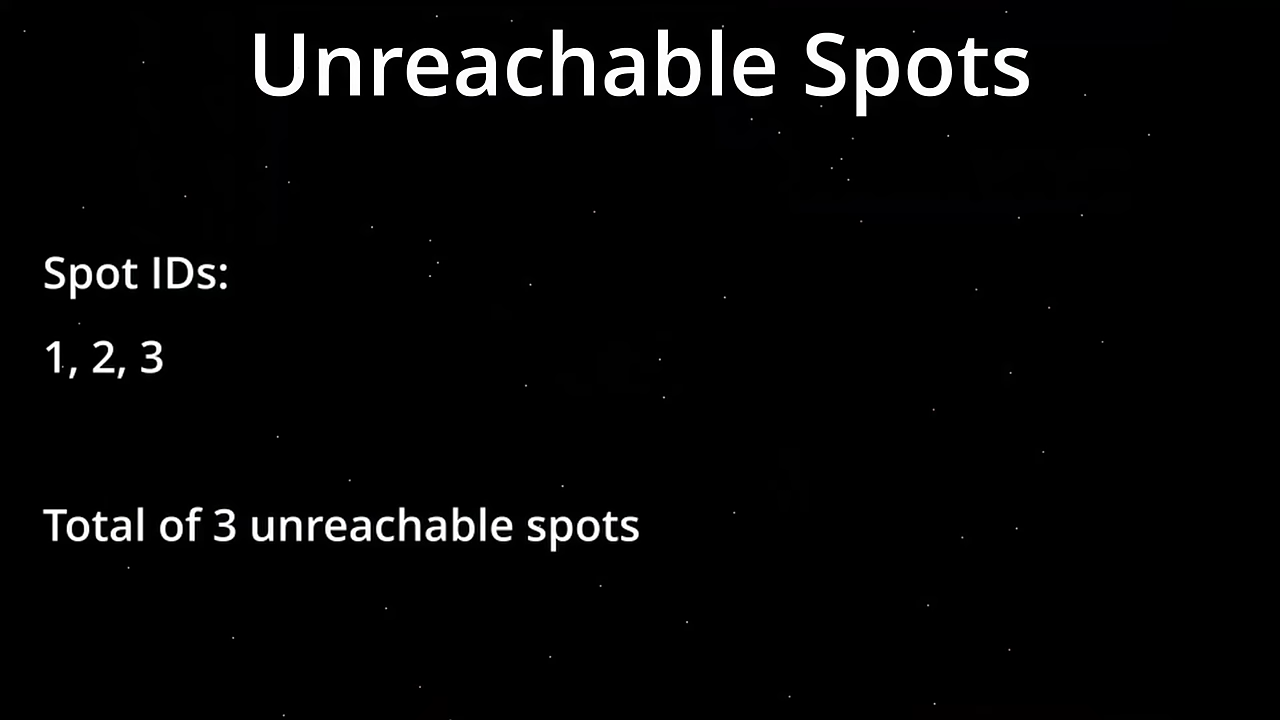 Unreachable Spots
Spot IDs:
1, 2, 3
Total of 3 unreachable spots